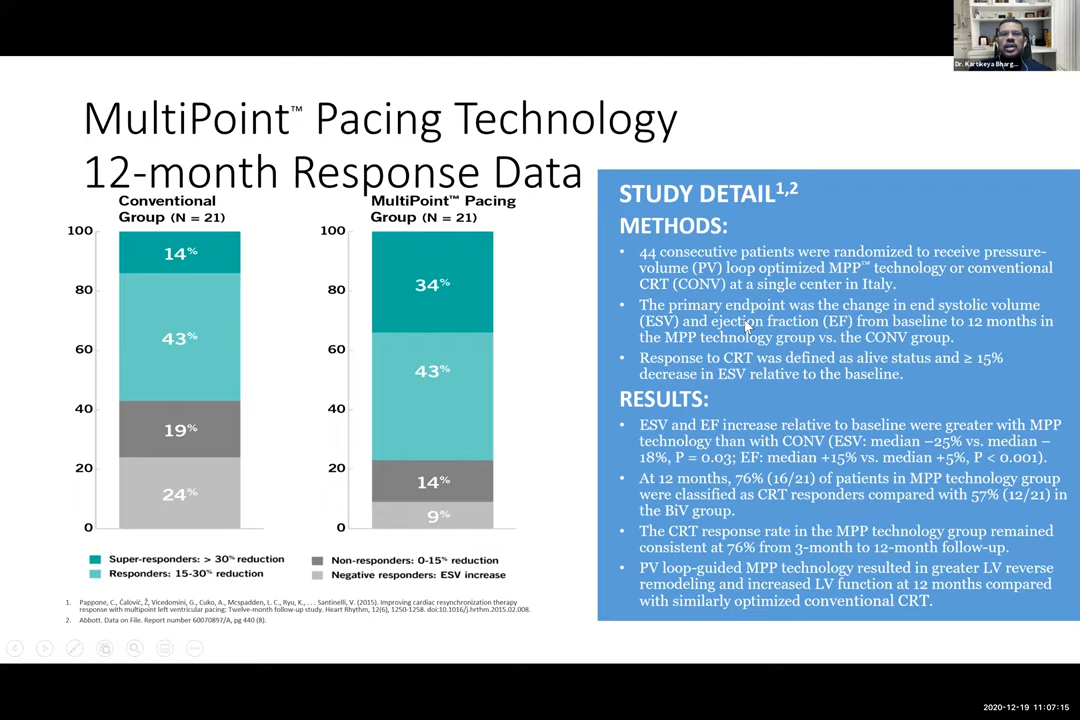 Dr. Kartikeya Bharg...
MultiPoint™ Pacing Technology
12-month Response Data
Conventional
Group (N = 21)
100
80
60
40
20
0
14%
43%
19%
24%
MultiPoint™ Pacing
Group (N = 21)
100
80
60
40
20
0
34%
43%
14%
9%
Super-responders: > 30% reduction
Responders: 15-30% reduction
Non-responders: 0-15% reduction
Negative responders: ESV increase
1. Pappone, C., Ćalović, Ž, Vicedomini, G., Cuko, A., Mcspadden, L. C., Ryu, K., . . . Santinelli, V. (2015). Improving cardiac resynchronization therapy
response with multipoint left ventricular pacing: Twelve-month follow-up study. Heart Rhythm, 12(6), 1250-1258. doi:10.1016/j.hrthm.2015.02.008.
2. Abbott. Data on File. Report number 60070897/A, pg 440 (8).
STUDY DETAIL1,2
METHODS:
• 44 consecutive patients were randomized to receive pressure-
volume (PV) loop optimized MPP™ technology or conventional
CRT (CONV) at a single center in Italy.
• The primary endpoint was the change in end systolic volume
(ESV) and ejection fraction (EF) from baseline to 12 months in
the MPP technology group vs. the CONV group.
• Response to CRT was defined as alive status and ≥ 15%
decrease in ESV relative to the baseline.
RESULTS:
• ESV and EF increase relative to baseline were greater with MPP
technology than with CONV (ESV: median –25% vs. median –
18%, P = 0.03; EF: median +15% vs. median +5%, P < 0.001).
• At 12 months, 76% (16/21) of patients in MPP technology group
were classified as CRT responders compared with 57% (12/21) in
the BiV group.
• The CRT response rate in the MPP technology group remained
consistent at 76% from 3-month to 12-month follow-up.
• PV loop-guided MPP technology resulted in greater LV reverse
remodeling and increased LV function at 12 months compared
with similarly optimized conventional CRT.
2020-12-19 11:07:15